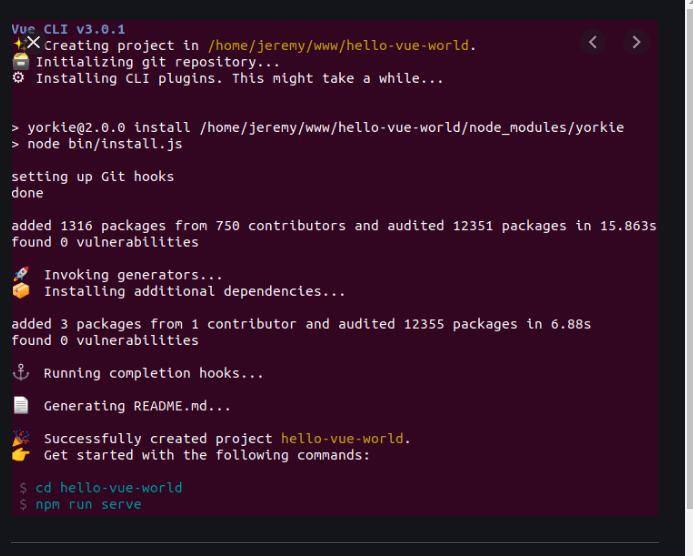 Vue CLI v3.0.1
Creating project in /home/jeremy/www/hello-vue-world.
Initializing git repository...
Installing CLI plugins. This might take a while...
> yorkie@2.0.0 install /home/jeremy/www/hello-vue-world/node_modules/yorkie
> node bin/install.js
setting up Git hooks
done
added 1316 packages from 750 contributors and audited 12351 packages in 15.863s
found 0 vulnerabilities
Invoking generators...
Installing additional dependencies...
added 3 packages from 1 contributor and audited 12355 packages in 6.88s
found 0 vulnerabilities
Running completion hooks...
Generating README.md...
Successfully created project hello-vue-world.
Get started with the following commands:
$ cd hello-vue-world
$ npm run serve